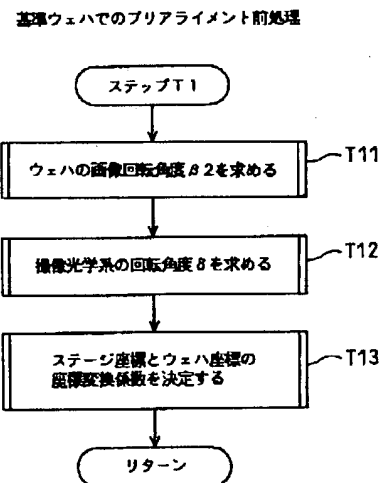 基準ウェハでのプリアライメント前処理
ステップT1
ウェハの画像回転角度β2を求める
T11
撮像光学系の回転角度δを求める
T12
ステージ座標とウェハ座標の
座標変換係数を決定する
T13
リターン